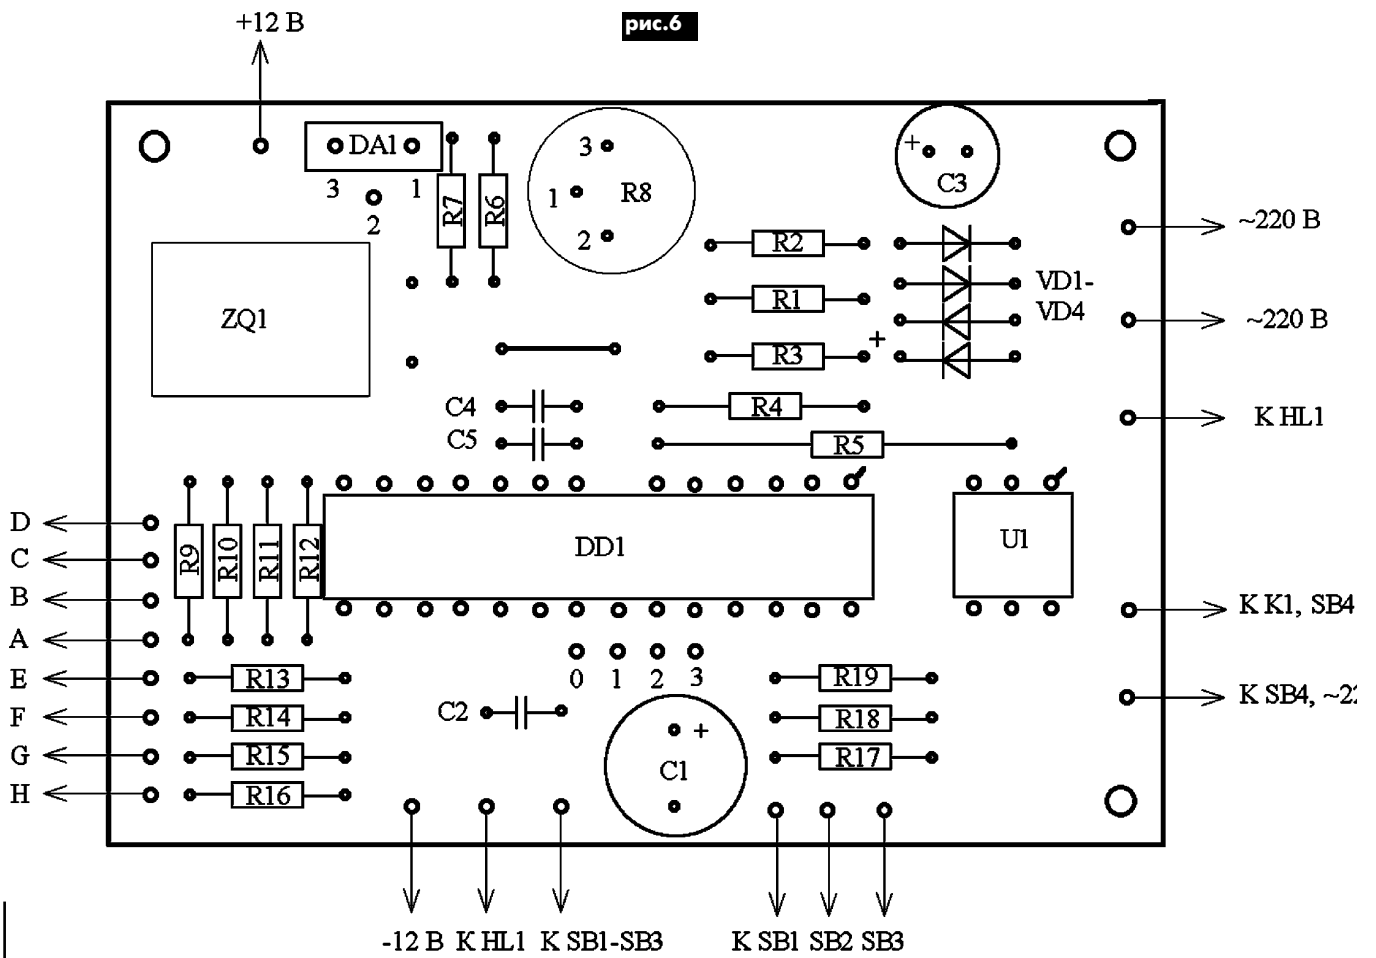 +12 В
рис.6
DA1
3
1
2
R7
R6
3
1
2
R8
+
C3
~220 В
R2
R1
R3
+
VD1-
VD4
~220 В
ZQ1
C4
C5
R4
R5
К HL1
D
C
B
A
E
F
G
H
R9
R10
R11
R12
DD1
U1
К K1, SB4
0
1
2
3
R13
R14
R15
R16
C2
+
C1
R19
R18
R17
К SB4, ~22
-12 В
К HL1
К SB1-SB3
К SB1
SB2
SB3